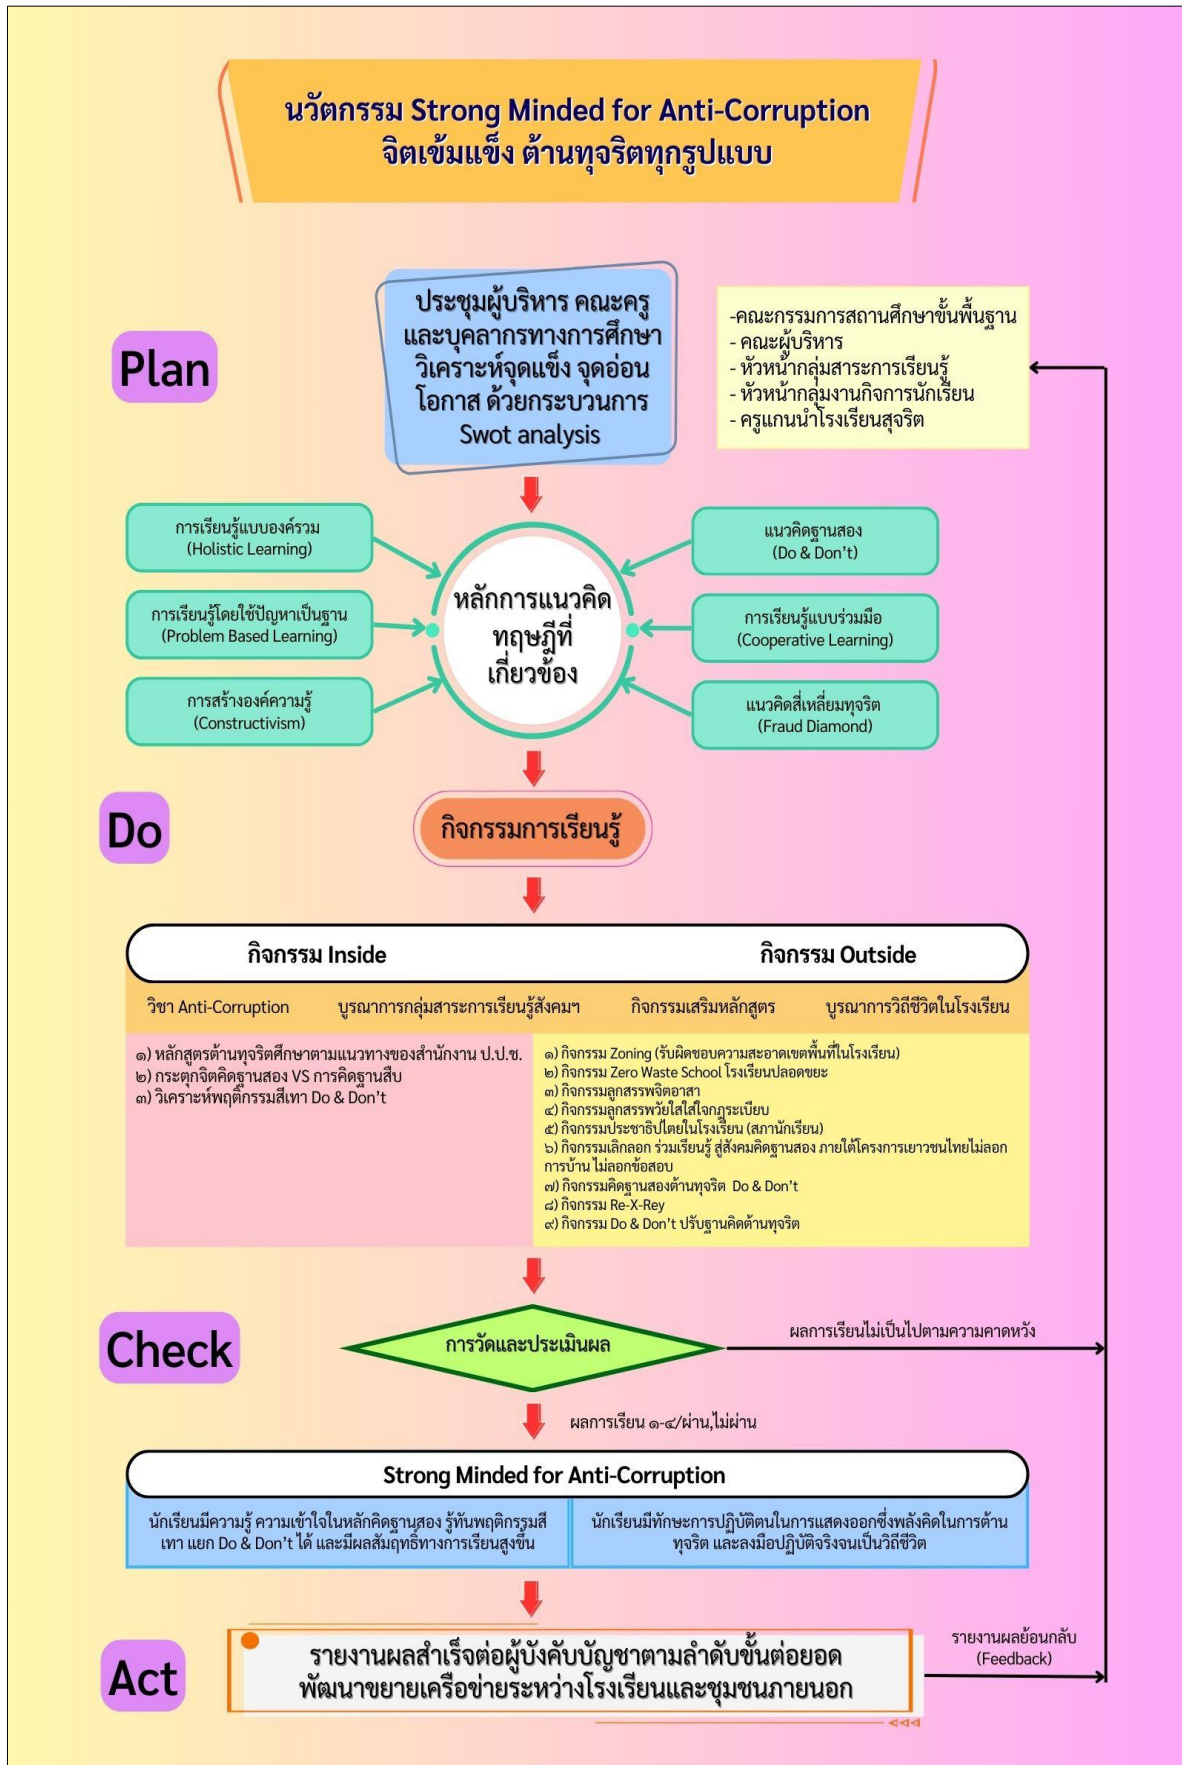 นวัตกรรม Strong Minded for Anti-Corruption
จิตเข้มแข็ง ต้านทุจริตทุกรูปแบบ
Plan
ประชุมผู้บริหาร คณะครู
และบุคลากรทางการศึกษา
วิเคราะห์จุดแข็ง จุดอ่อน
โอกาส ด้วยกระบวนการ
Swot analysis
-คณะกรรมการสถานศึกษาขั้นพื้นฐาน
- คณะผู้บริหาร
- หัวหน้ากลุ่มสาระการเรียนรู้
- หัวหน้ากลุ่มงานกิจการนักเรียน
- ครูแกนนำโรงเรียนสุจริต
การเรียนรู้แบบองค์รวม
(Holistic Learning)
การเรียนรู้โดยใช้ปัญหาเป็นฐาน
(Problem Based Learning)
การสร้างองค์ความรู้
(Constructivism)
หลักการแนวคิด
ทฤษฎีที่
เกี่ยวข้อง
แนวคิดฐานสอง
(Do & Don't)
การเรียนรู้แบบร่วมมือ
(Cooperative Learning)
แนวคิดสี่เหลี่ยมทุจริต
(Fraud Diamond)
Do
กิจกรรมการเรียนรู้
กิจกรรม Inside
กิจกรรม Outside
วิชา Anti-Corruption
บูรณาการกลุ่มสาระการเรียนรู้สังคมฯ
กิจกรรมเสริมหลักสูตร
บูรณาการวิถีชีวิตในโรงเรียน
๑) หลักสูตรต้านทุจริตศึกษาตามแนวทางของสำนักงาน ป.ป.ช.
๒) กระตุกจิตคิดฐานสอง VS การคิดฐานสืบ
๓) วิเคราะห์พฤติกรรมสีเทา Do & Don't
๑) กิจกรรม Zoning (รับผิดชอบความสะอาดเขตพื้นที่ในโรงเรียน)
๒) กิจกรรม Zero Waste School โรงเรียนปลอดขยะ
๓) กิจกรรมลูกสรรพจิตอาสา
๔) กิจกรรมลูกสรรพวัยใสใส่ใจกฎระเบียบ
๕) กิจกรรมประชาธิปไตยในโรงเรียน (สภานักเรียน)
๖) กิจกรรมเลิกลอก ร่วมเรียนรู้ สู่สังคมคิดฐานสอง ภายใต้โครงการเยาวชนไทยไม่ลอก
การบ้าน ไม่ลอกข้อสอบ
๗) กิจกรรมคิดฐานสองต้านทุจริต Do & Don't
๘) กิจกรรม Re-X-Rey
๙) กิจกรรม Do & Don't ปรับฐานคิดต้านทุจริต
Check
การวัดและประเมินผล
ผลการเรียนไม่เป็นไปตามความคาดหวัง
ผลการเรียน ๑-๔/ผ่าน,ไม่ผ่าน
Strong Minded for Anti-Corruption
นักเรียนมีความรู้ ความเข้าใจในหลักคิดฐานสอง รู้ทันพฤติกรรมสี
เทา แยก Do & Don't ได้ และมีผลสัมฤทธิ์ทางการเรียนสูงขึ้น
นักเรียนมีทักษะการปฏิบัติตนในการแสดงออกซึ่งพลังคิดในการต้าน
ทุจริต และลงมือปฏิบัติจริงจนเป็นวิถีชีวิต
Act
รายงานผลสำเร็จต่อผู้บังคับบัญชาตามลำดับขั้นต่อยอด
พัฒนาขยายเครือข่ายระหว่างโรงเรียนและชุมชนภายนอก
รายงานผลย้อนกลับ
(Feedback)